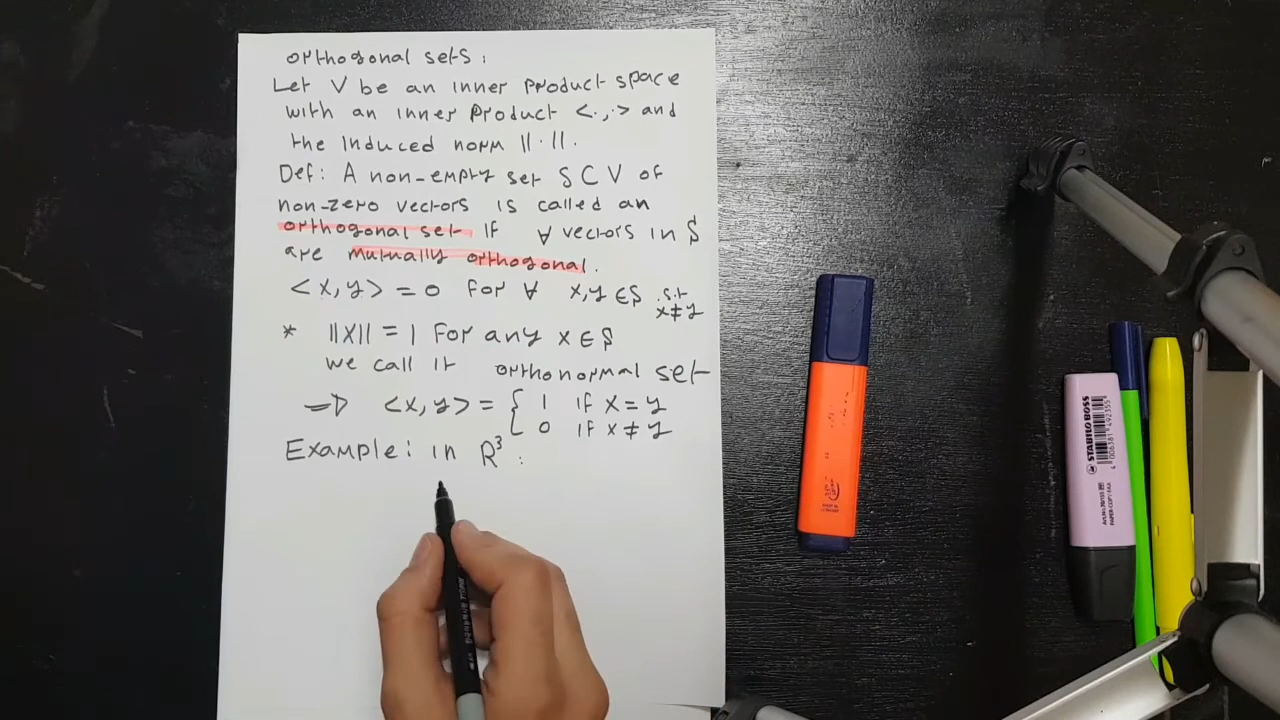 orthogonal sets:
Let V be an inner product space
with an inner product <.,.> and
the induced norm ||.||.
Def: A non-empty set S ⊂ V of
non-zero vectors is called an
orthogonal set if ∀ vectors in S
are mutually orthogonal.
<x,y> = 0 for ∀ x,y ∈ S s.t x≠y
* ||x|| = 1 for any x ∈ S
we call it orthonormal set
⇒ <x,y> = { 1 if x = y
0 if x ≠ y
Example: in R³:
STABILO BOSS